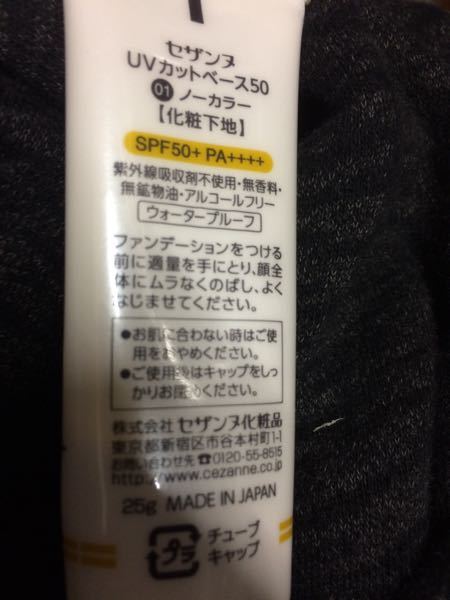 セザンヌ
UVカットベース50
01 ノーカラー
【化粧下地】
SPF50+ PA++++
紫外線吸収剤不使用・無香料・
無鉱物油・アルコールフリー
ウォータープルーフ
ファンデーションをつける
前に適量を手にとり、顔全
体にムラなくのばし、よく
なじませてください。
●お肌に合わない時はご使
用をおやめください。
●ご使用後はキャップをしっ
かりお閉めください。
株式会社 セザンヌ化粧品
東京都新宿区市谷本村町1-1
お問い合わせ先☎0120-55-8515
http://www.cezanne.co.jp
25g MADE IN JAPAN
プラ
チューブ
キャップ